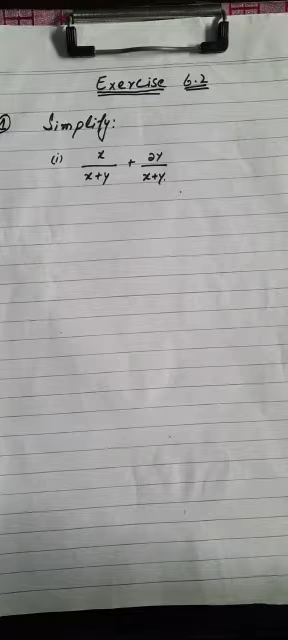 Exercise 6.2
1 Simplify:
(i) x/x+y + 2y/x+y